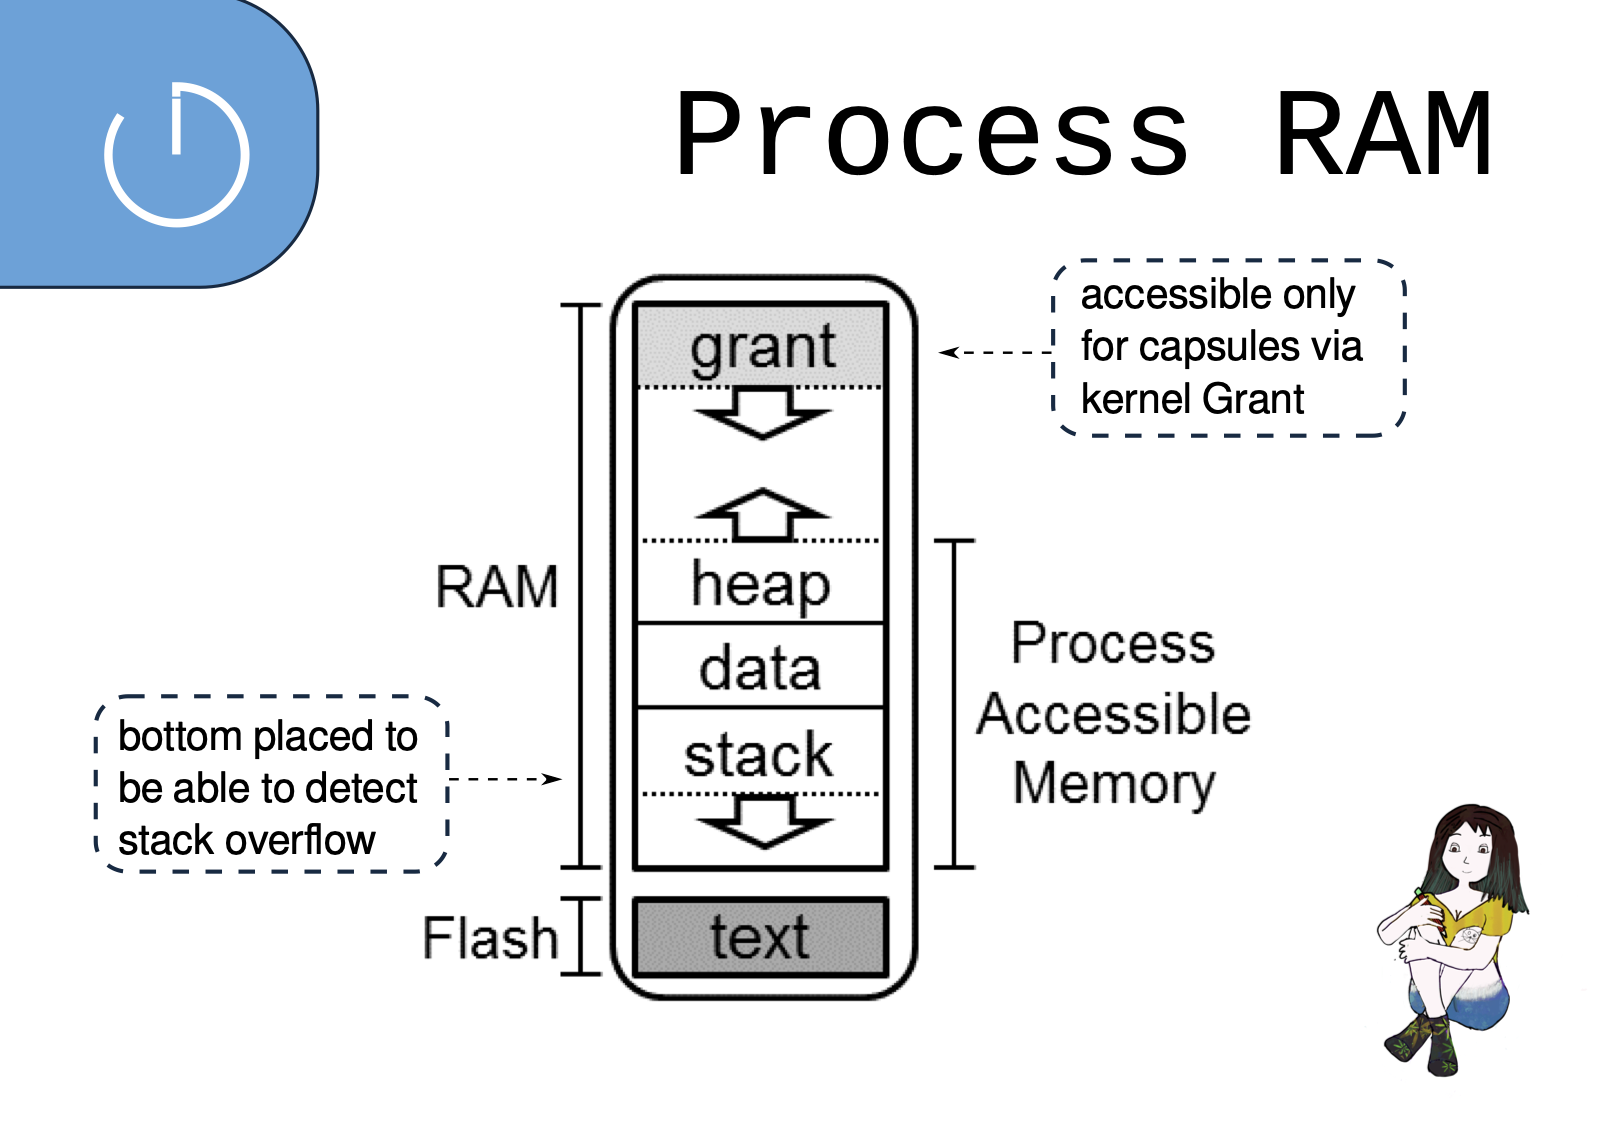 Process RAM
accessible only
for capsules via
kernel Grant
grant
heap
data
stack
text
RAM
Flash
Process
Accessible
Memory
bottom placed to
be able to detect
stack overflow